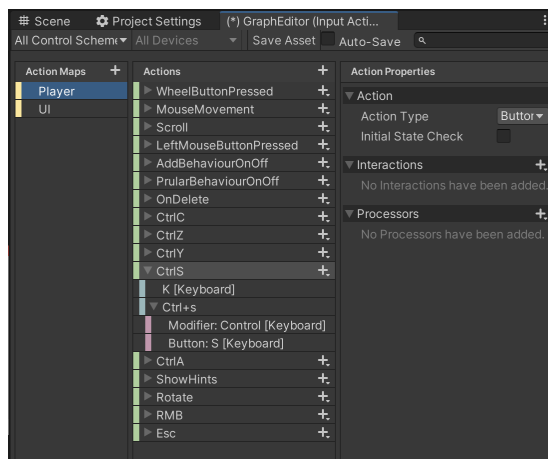 Scene Project Settings (*) GraphEditor (Input Acti...
All Control Scheme All Devices Save Asset Auto-Save
Action Maps + Actions + Action Properties
Player
UI
WheelButtonPressed
MouseMovement
Scroll
LeftMouseButtonPressed
AddBehaviourOnOff
PrularBehaviourOnOff
OnDelete
CtrlC
CtrlZ
CtrlY
CtrlS
K [Keyboard]
Ctrl+s
Modifier: Control [Keyboard]
Button: S [Keyboard]
CtrlA
ShowHints
Rotate
RMB
Esc
Action
Action Type Button
Initial State Check
Interactions
No Interactions have been added.
Processors
No Processors have been added.